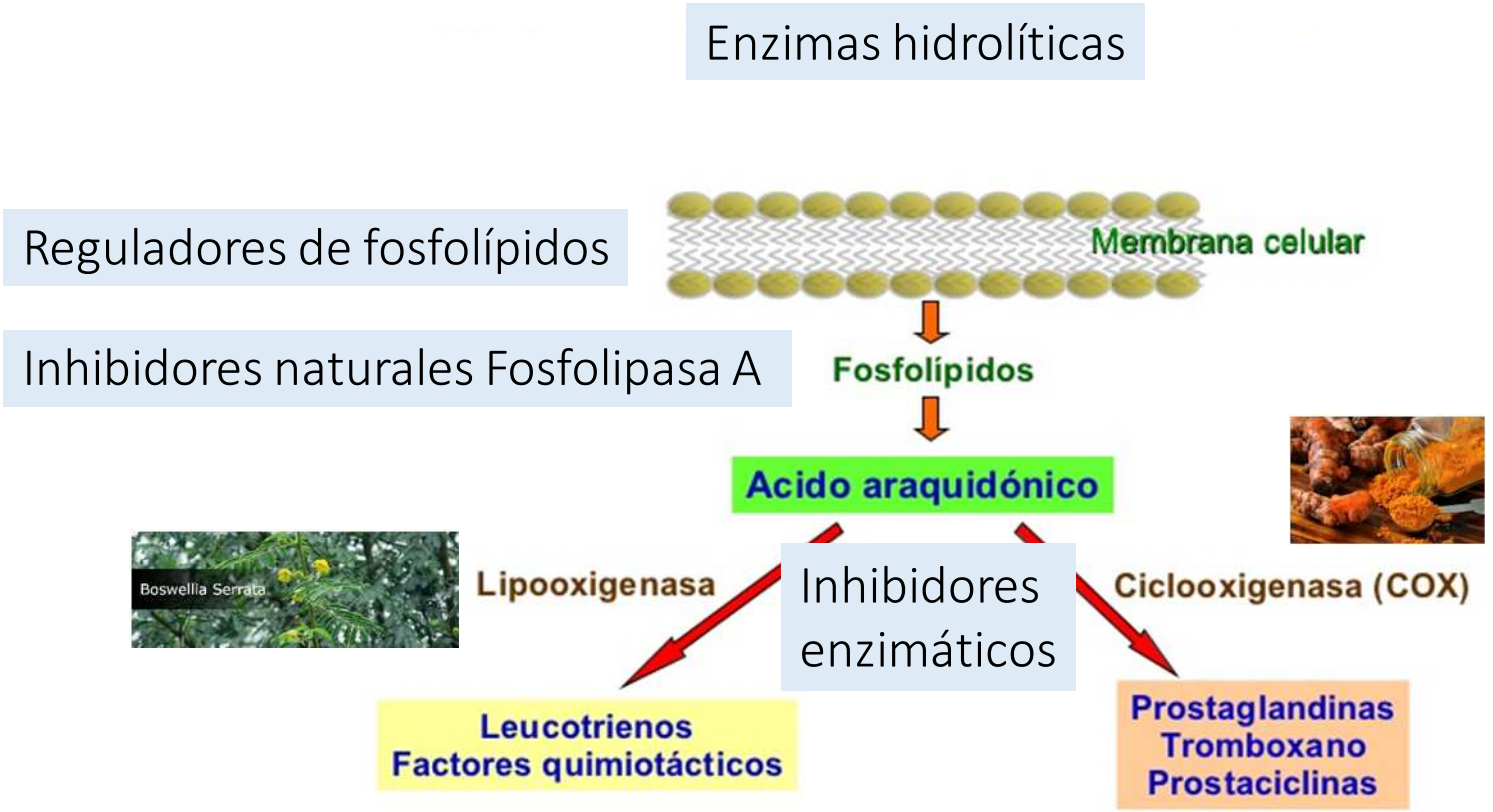 Enzimas hidrolíticas
Reguladores de fosfolípidos
Membrana celular
Inhibidores naturales Fosfolipasa A
Fosfolípidos
Acido araquidónico
Boswellia Serrata
Lipooxigenasa
Inhibidores
enzimáticos
Ciclooxigenasa (COX)
Leucotrienos
Factores quimiotácticos
Prostaglandinas
Tromboxano
Prostaciclinas